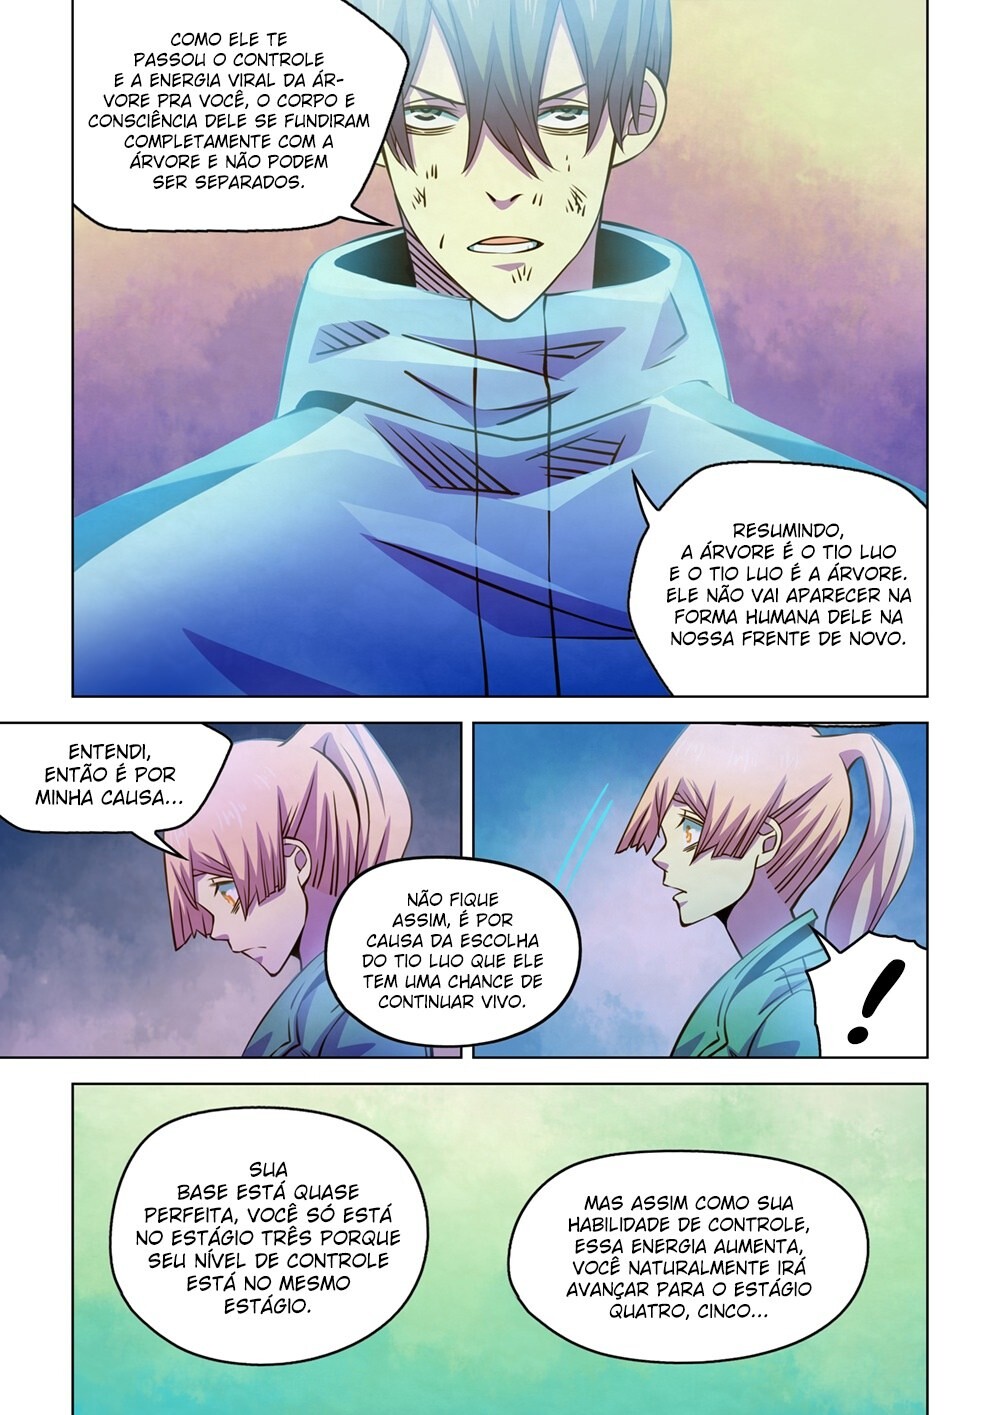 COMO ELE TE
PASSOU O CONTROLE
E A ENERGIA VIRAL DA ÁR-
VORE PRA VOCÊ, O CORPO E
CONSCIÊNCIA DELE SE FUNDIRAM
COMPLETAMENTE COM A
ÁRVORE E NÃO PODEM
SER SEPARADOS.
RESUMINDO,
A ÁRVORE É O TIO LUO
E O TIO LUO É A ÁRVORE.
ELE NÃO VAI APARECER NA
FORMA HUMANA DELE NA
NOSSA FRENTE DE NOVO.
ENTENDI,
ENTÃO É POR
MINHA CAUSA...
NÃO FIQUE
ASSIM, É POR
CAUSA DA ESCOLHA
DO TIO LUO QUE ELE
TEM UMA CHANCE DE
CONTINUAR VIVO.
!
SUA
BASE ESTÁ QUASE
PERFEITA, VOCÊ SÓ ESTÁ
NO ESTÁGIO TRÊS PORQUE
SEU NÍVEL DE CONTROLE
ESTÁ NO MESMO
ESTÁGIO.
MAS ASSIM COMO SUA
HABILIDADE DE CONTROLE,
ESSA ENERGIA AUMENTA,
VOCÊ NATURALMENTE IRÁ
AVANÇAR PARA O ESTÁGIO
QUATRO, CINCO...